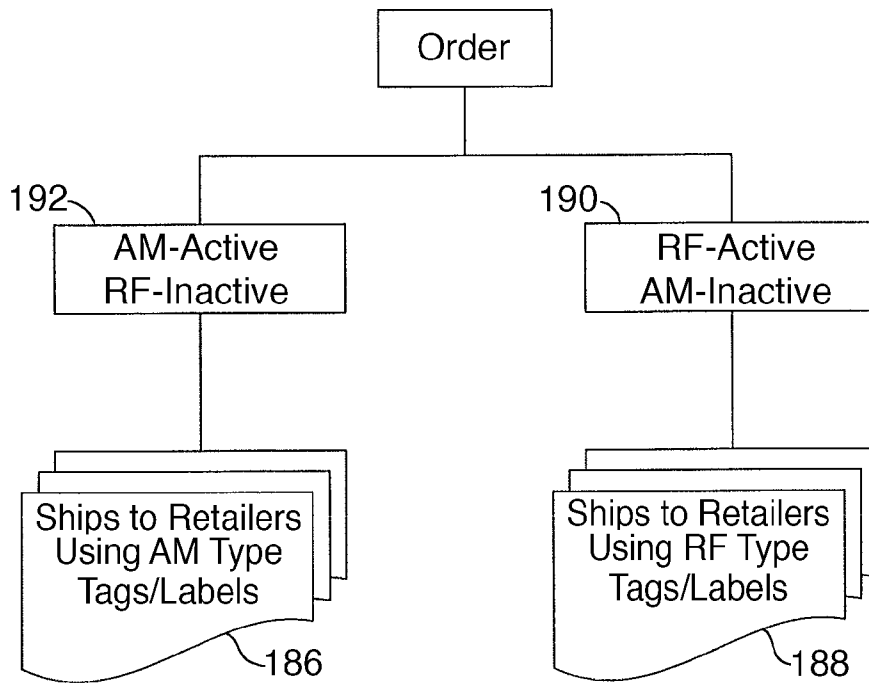 Order
192
AM-Active
RF-Inactive
190
RF-Active
AM-Inactive
Ships to Retailers
Using AM Type
Tags/Labels
186
Ships to Retailers
Using RF Type
Tags/Labels
188